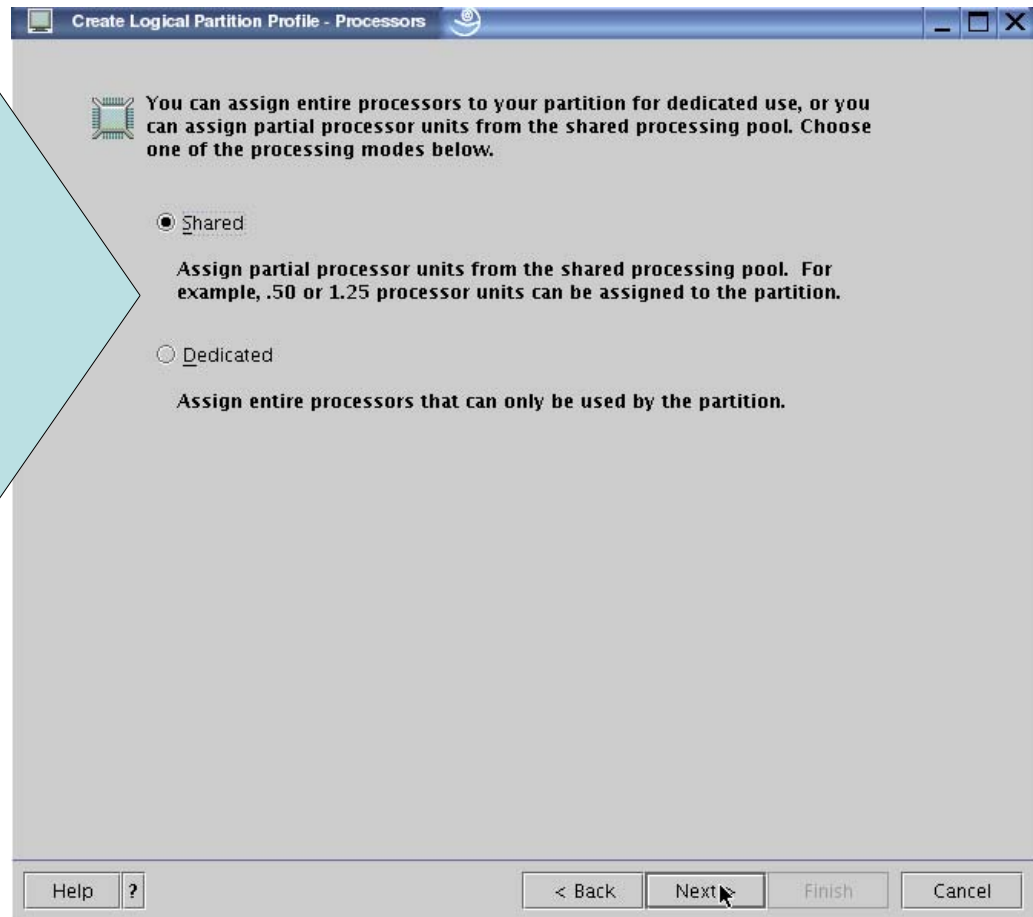 Create Logical Partition Profile - Processors
You can assign entire processors to your partition for dedicated use, or you
can assign partial processor units from the shared processing pool. Choose
one of the processing modes below.
Shared
Assign partial processor units from the shared processing pool. For
example, .50 or 1.25 processor units can be assigned to the partition.
Dedicated
Assign entire processors that can only be used by the partition.
Help ? < Back Next > Finish Cancel